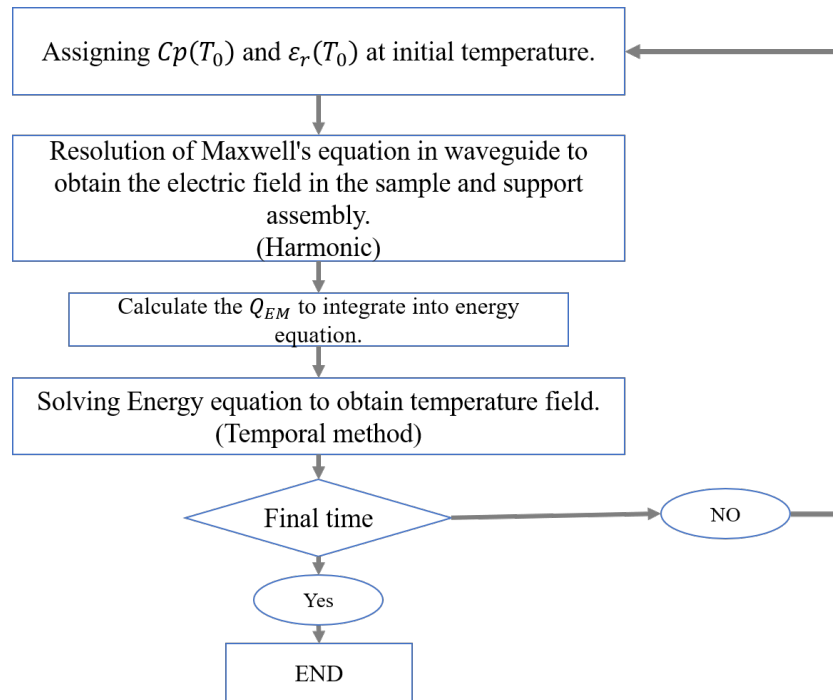 Assigning Cp(T₀) and εᵣ(T₀) at initial temperature.
Resolution of Maxwell's equation in waveguide to
obtain the electric field in the sample and support
assembly.
(Harmonic)
Calculate the Q_EM to integrate into energy
equation.
Solving Energy equation to obtain temperature field.
(Temporal method)
Final time
NO
Yes
END